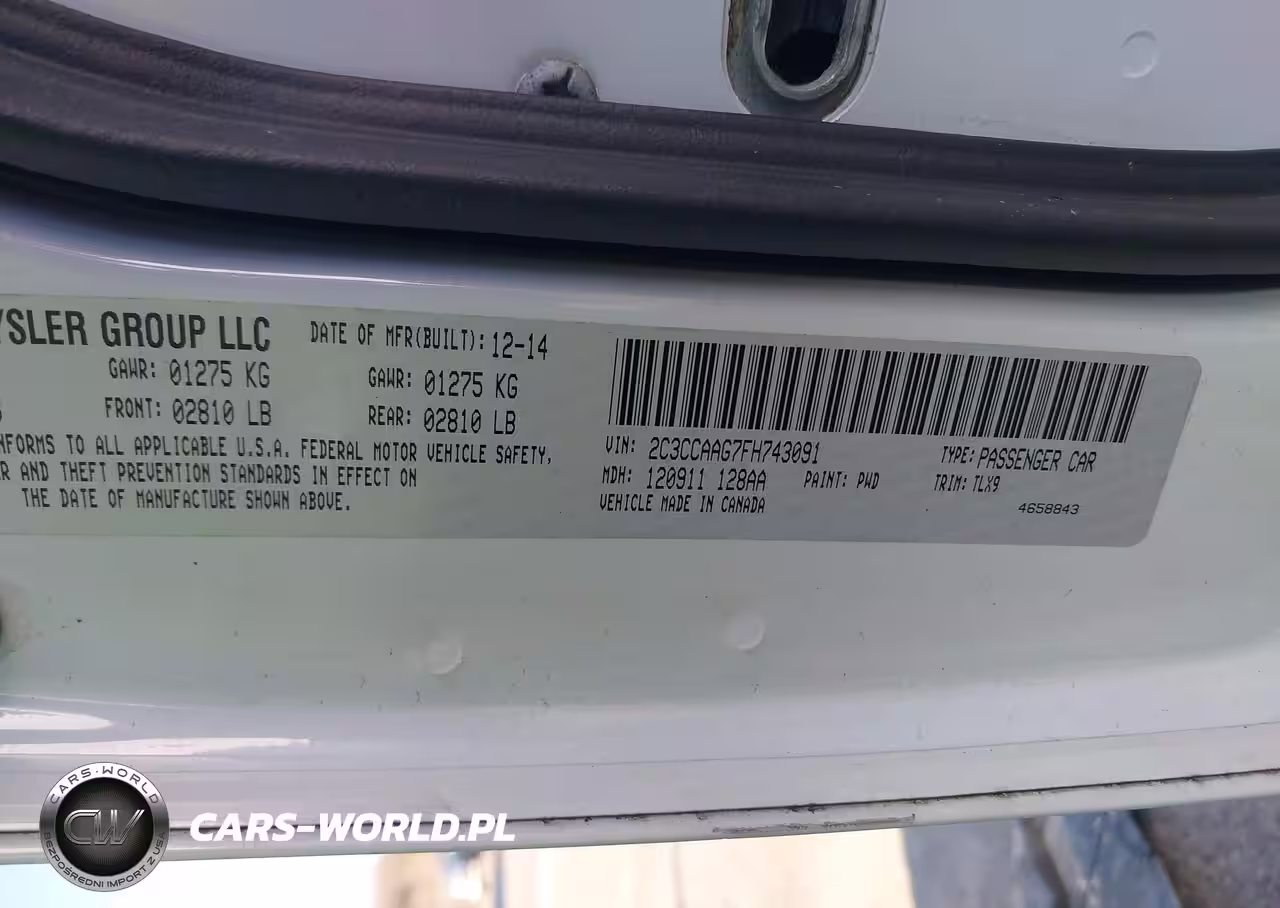 YSLER GROUP LLC
DATE OF MFR(BUILT): 12-14
GAWR: 01275 KG
GAWR: 01275 KG
FRONT: 02810 LB
REAR: 02810 LB
NFORMS TO ALL APPLICABLE U.S.A. FEDERAL MOTOR VEHICLE SAFETY,
ER AND THEFT PREVENTION STANDARDS IN EFFECT ON
THE DATE OF MANUFACTURE SHOWN ABOVE.
VIN: 2C3CCAAG7FH743091
TYPE: PASSENGER CAR
MDH: 120911 128AA
PAINT: PWD
TRIM: TLX9
VEHICLE MADE IN CANADA
4658843
CARS-WORLD
CW
BEZPOŚREDNI IMPORT Z USA
CARS-WORLD.PL